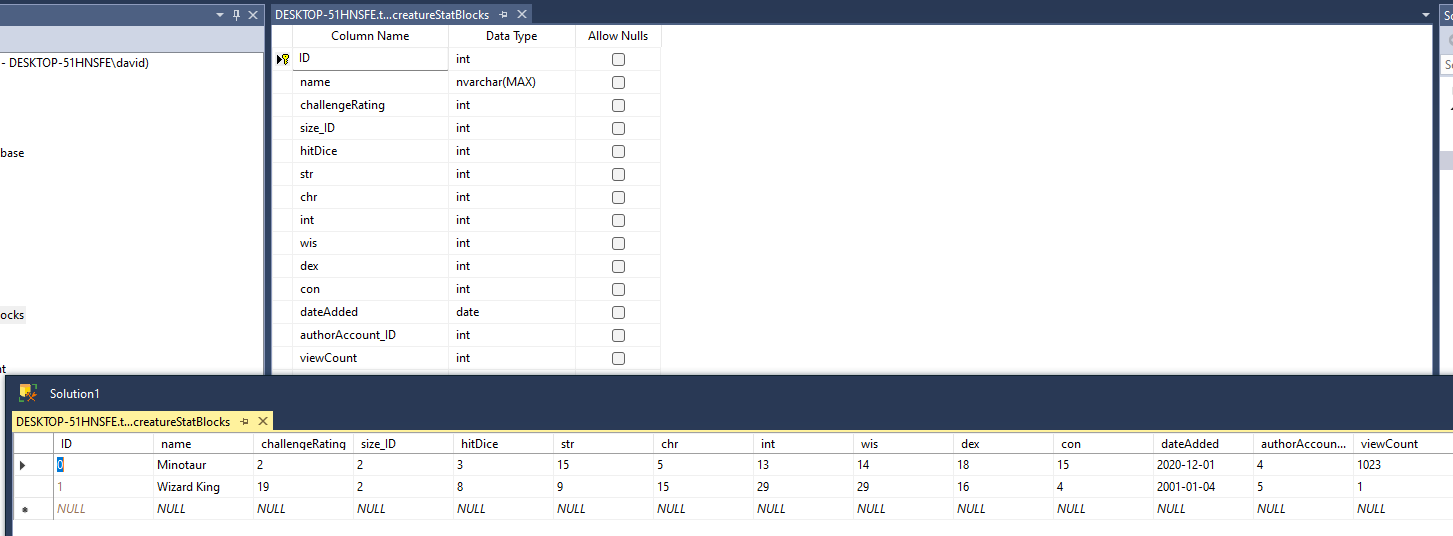 DESKTOP-51HNSFE.t...creatureStatBlocks
Column Name Data Type Allow Nulls
- DESKTOP-51HNSFE\david)
ID int
name nvarchar(MAX)
challengeRating int
size_ID int
base
hitDice int
str int
chr int
int int
wis int
dex int
con int
dateAdded date
ocks
authorAccount_ID int
viewCount int
Solution1
DESKTOP-51HNSFE.t...creatureStatBlocks
ID name challengeRating size_ID hitDice str chr int wis dex con dateAdded authorAccoun... viewCount
0 Minotaur 2 2 3 15 5 13 14 18 15 2020-12-01 4 1023
1 Wizard King 19 2 8 9 15 29 29 16 4 2001-01-04 5 1
NULL NULL NULL NULL NULL NULL NULL NULL NULL NULL NULL NULL NULL NULL